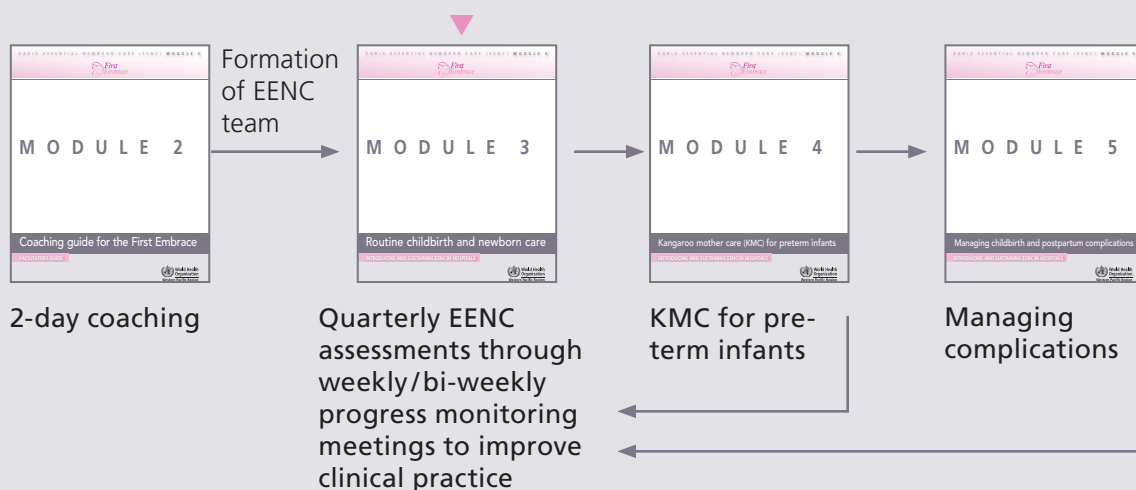 EARLY ESSENTIAL NEWBORN CARE (EENC) MODULE 2
First
Embrace
MODULE 2
Coaching guide for the First Embrace
FACILITATOR'S GUIDE
World Health
Organization
Western Pacific Region
2-day coaching
Formation
of EENC
team
EARLY ESSENTIAL NEWBORN CARE (EENC) MODULE 3
First
Embrace
MODULE 3
Routine childbirth and newborn care
INTRODUCING AND SUSTAINING EENC IN HOSPITALS
World Health
Organization
Western Pacific Region
Quarterly EENC
assessments through
weekly/bi-weekly
progress monitoring
meetings to improve
clinical practice
EARLY ESSENTIAL NEWBORN CARE (EENC) MODULE 4
First
Embrace
MODULE 4
Kangaroo mother care (KMC) for preterm infants
INTRODUCING AND SUSTAINING EENC IN HOSPITALS
World Health
Organization
Western Pacific Region
KMC for pre-
term infants
EARLY ESSENTIAL NEWBORN CARE (EENC) MODULE 5
First
Embrace
MODULE 5
Managing childbirth and postpartum complications
INTRODUCING AND SUSTAINING EENC IN HOSPITALS
World Health
Organization
Western Pacific Region
Managing
complications